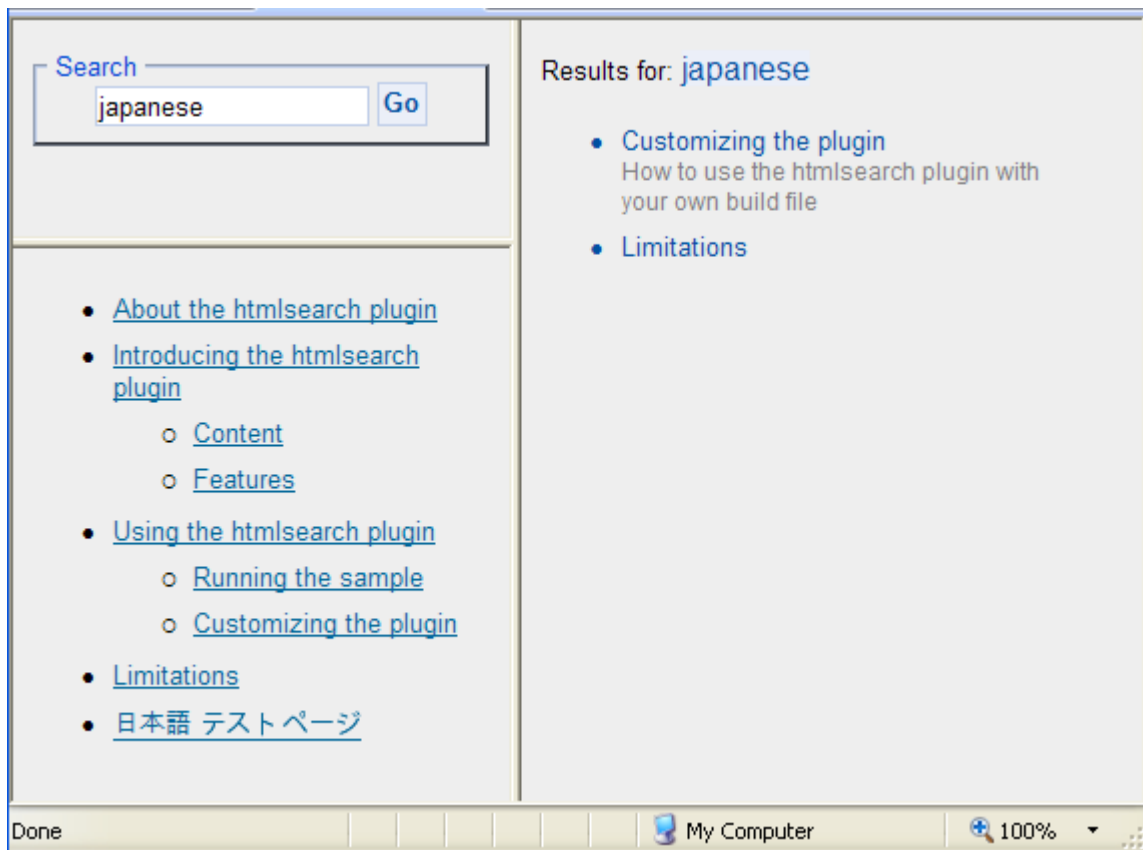 Search
japanese
Go
About the htmlsearch plugin
Introducing the htmlsearch
plugin
Content
Features
Using the htmlsearch plugin
Running the sample
Customizing the plugin
Limitations
日本語 テストページ
Results for: japanese
Customizing the plugin
How to use the htmlsearch plugin with
your own build file
Limitations
Done
My Computer
100%